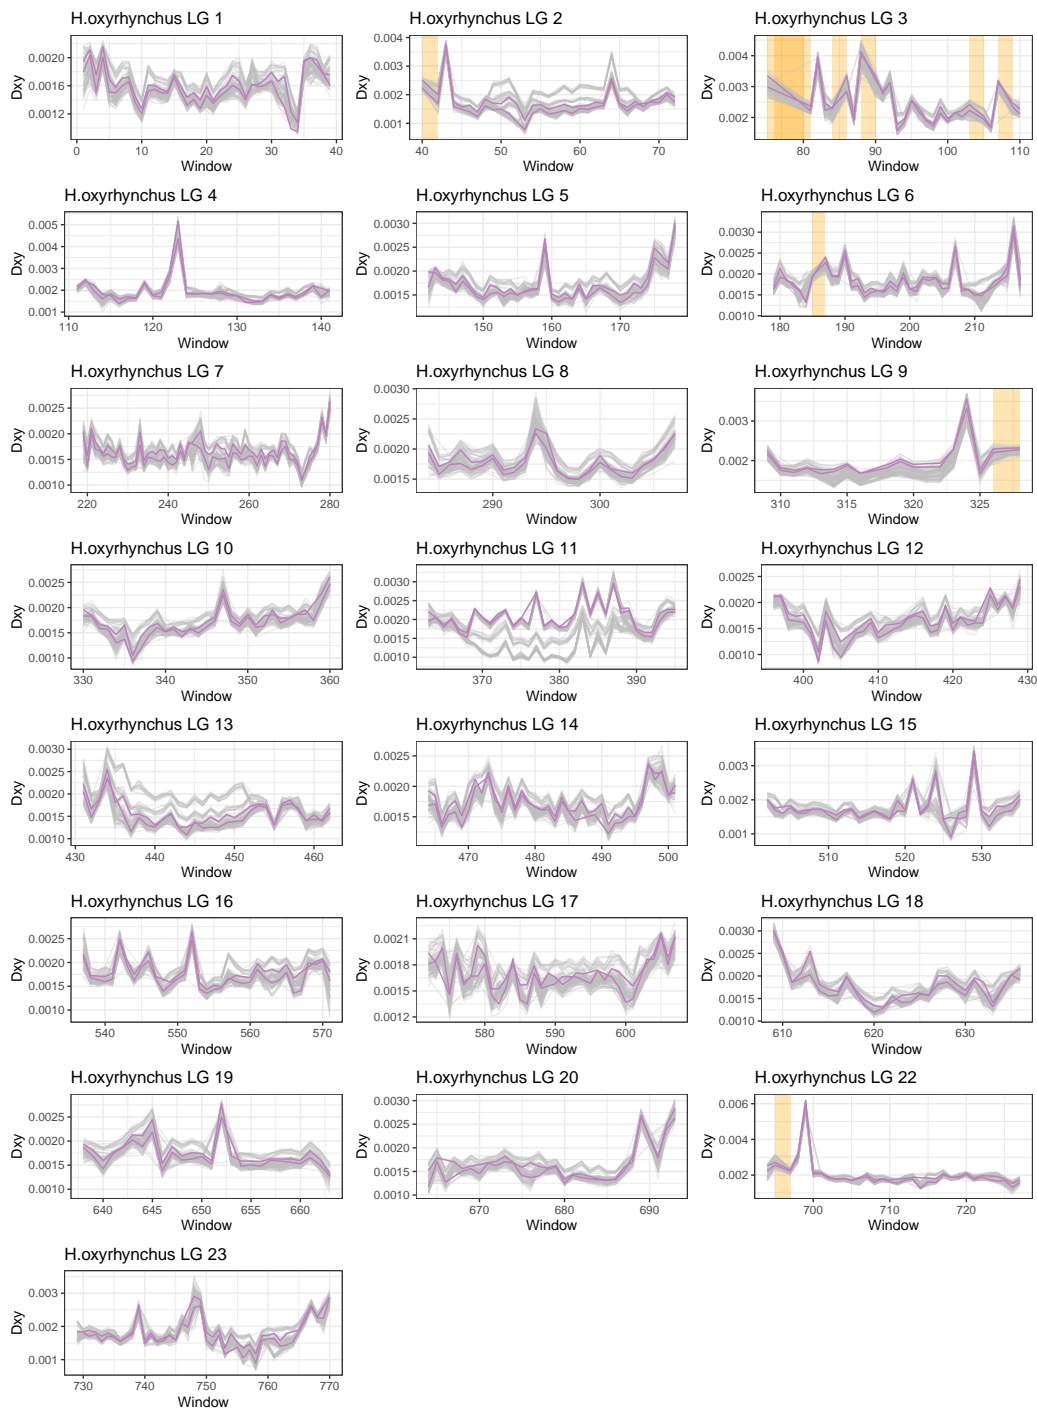 H.oxyrhynchus LG 1
H.oxyrhynchus LG 2
H.oxyrhynchus LG 3
Dxy
0.0020
0.0012
0 10 20 30 40
Window
Dxy
0.004
0.003
0.002
0.001
40 50 60 70
Window
Dxy
0.004
0.003
0.002
80 90 100 110
Window
H.oxyrhynchus LG 4
H.oxyrhynchus LG 5
H.oxyrhynchus LG 6
Dxy
0.005
0.004
0.003
0.002
0.001
110 120 130 140
Window
Dxy
0.0030
0.0025
0.0020
0.0015
150 160 170
Window
Dxy
0.0030
0.0025
0.0020
0.0015
0.0010
180 190 200 210
Window
H.oxyrhynchus LG 7
H.oxyrhynchus LG 8
H.oxyrhynchus LG 9
Dxy
0.0025
0.0020
0.0015
0.0010
220 240 260 280
Window
Dxy
0.0030
0.0025
0.0020
0.0015
290 300
Window
Dxy
0.003
0.002
310 315 320 325
Window
H.oxyrhynchus LG 10
H.oxyrhynchus LG 11
H.oxyrhynchus LG 12
Dxy
0.0025
0.0020
0.0015
0.0010
330 340 350 360
Window
Dxy
0.0030
0.0025
0.0020
0.0015
0.0010
370 380 390
Window
Dxy
0.0025
0.0020
0.0015
0.0010
400 410 420 430
Window
H.oxyrhynchus LG 13
H.oxyrhynchus LG 14
H.oxyrhynchus LG 15
Dxy
0.0030
0.0025
0.0020
0.0015
0.0010
430 440 450 460
Window
Dxy
0.0025
0.0020
0.0015
470 480 490 500
Window
Dxy
0.003
0.002
0.001
510 520 530
Window
H.oxyrhynchus LG 16
H.oxyrhynchus LG 17
H.oxyrhynchus LG 18
Dxy
0.0025
0.0020
0.0015
0.0010
540 550 560 570
Window
Dxy
0.0021
0.0018
0.0015
0.0012
580 590 600
Window
Dxy
0.0030
0.0025
0.0020
0.0015
0.0010
610 620 630
Window
H.oxyrhynchus LG 19
H.oxyrhynchus LG 20
H.oxyrhynchus LG 22
Dxy
0.0025
0.0020
0.0015
0.0010
640 645 650 655 660
Window
Dxy
0.0030
0.0025
0.0020
0.0015
0.0010
670 680 690
Window
Dxy
0.006
0.004
0.002
700 710 720
Window
H.oxyrhynchus LG 23
Dxy
0.003
0.002
0.001
730 740 750 760 770
Window